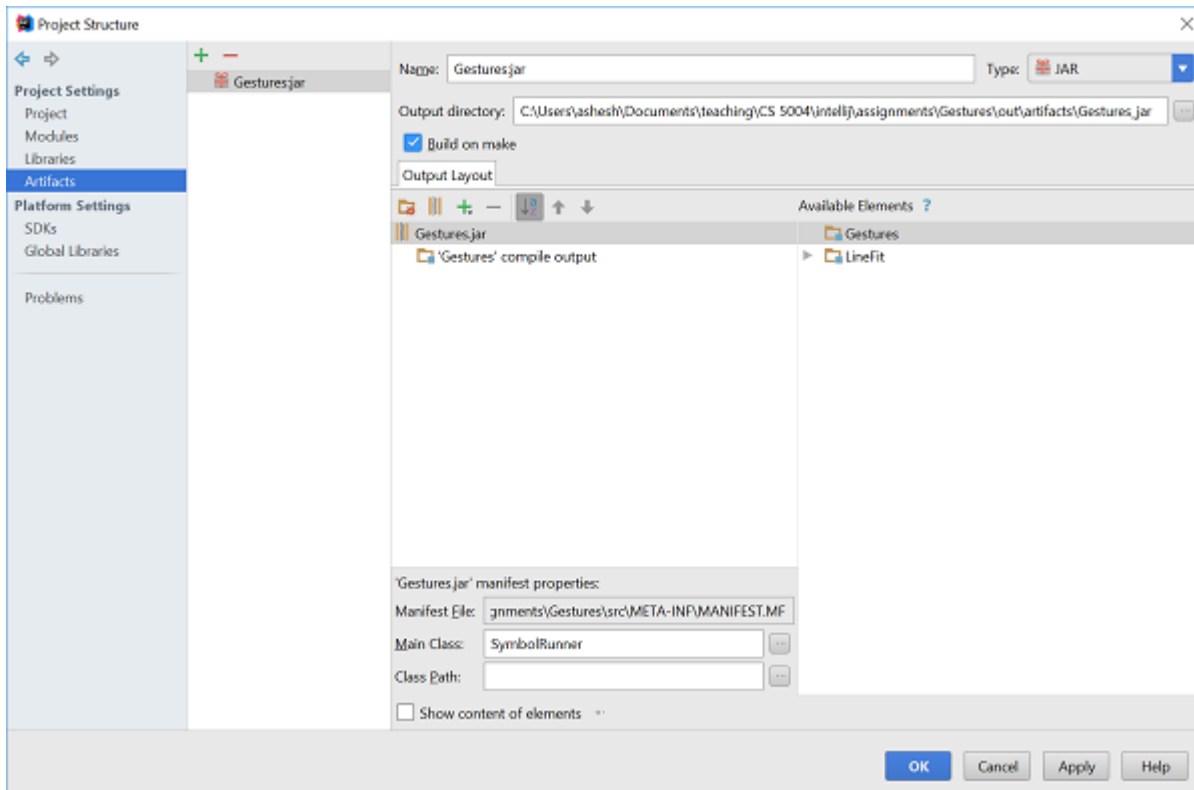 Project Structure
Project Settings
Project
Modules
Libraries
Artifacts
Platform Settings
SDKs
Global Libraries
Problems
Gestures.jar
Name: Gestures.jar Type: JAR
Output directory: C:\Users\ashesh\Documents\teaching\CS 5004\intellij\assignments\Gestures\out\artifacts\Gestures_jar
Build on make
Output Layout
Available Elements ?
Gestures.jar
'Gestures' compile output
Gestures
LineFit
'Gestures.jar' manifest properties:
Manifest File: gnments\Gestures\src\META-INF\MANIFEST.MF
Main Class: SymbolRunner
Class Path:
Show content of elements
OK Cancel Apply Help